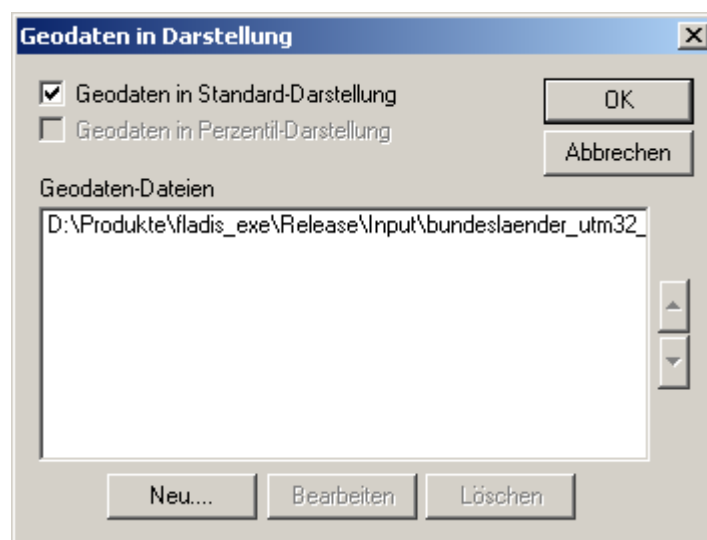 Geodaten in Darstellung
Geodaten in Standard-Darstellung
OK
Geodaten in Perzentil-Darstellung
Abbrechen
Geodaten-Dateien
D:\Produkte\fladis_exe\Release\Input\bundeslaender_utm32_
Neu....
Bearbeiten
Löschen